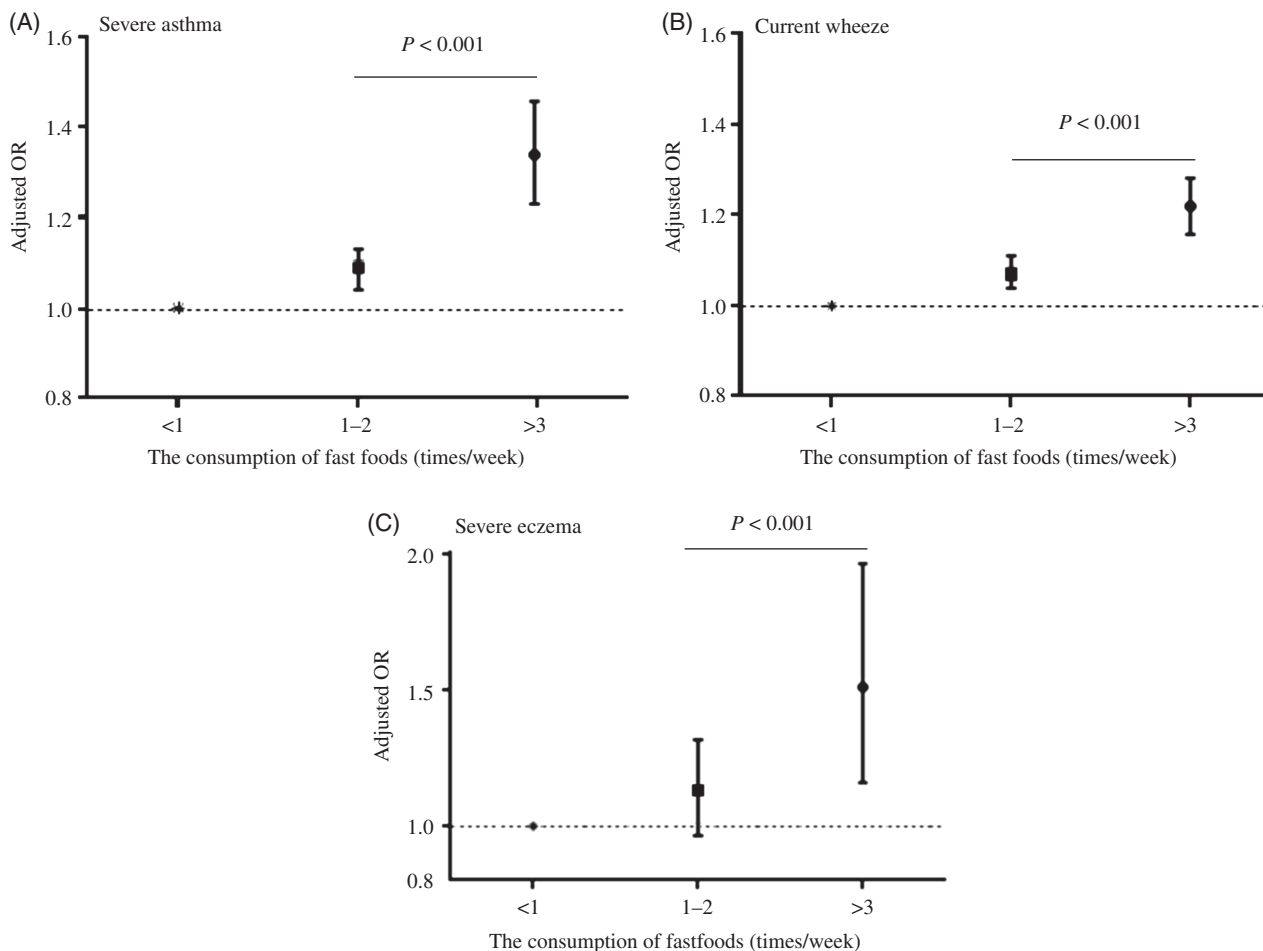 (A) Severe asthma
P < 0.001
1.6
1.4
1.2
1.0
0.8
Adjusted OR
<1 1–2 >3
The consumption of fast foods (times/week)
(B) Current wheeze
P < 0.001
1.6
1.4
1.2
1.0
0.8
Adjusted OR
<1 1–2 >3
The consumption of fast foods (times/week)
(C) Severe eczema
P < 0.001
2.0
1.5
1.0
0.8
Adjusted OR
<1 1–2 >3
The consumption of fastfoods (times/week)